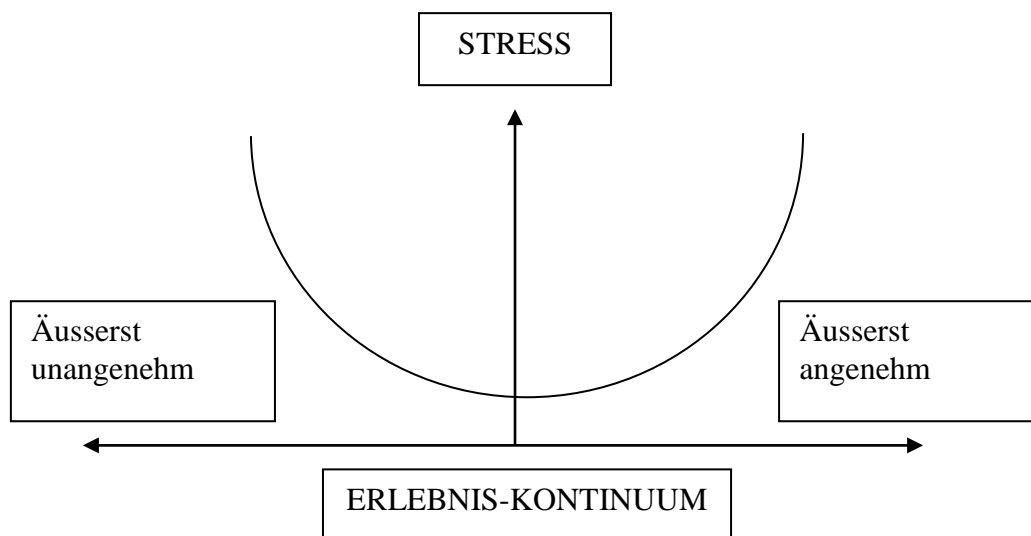 STRESS
Äusserst
unangenehm
Äusserst
angenehm
ERLEBNIS-KONTINUUM